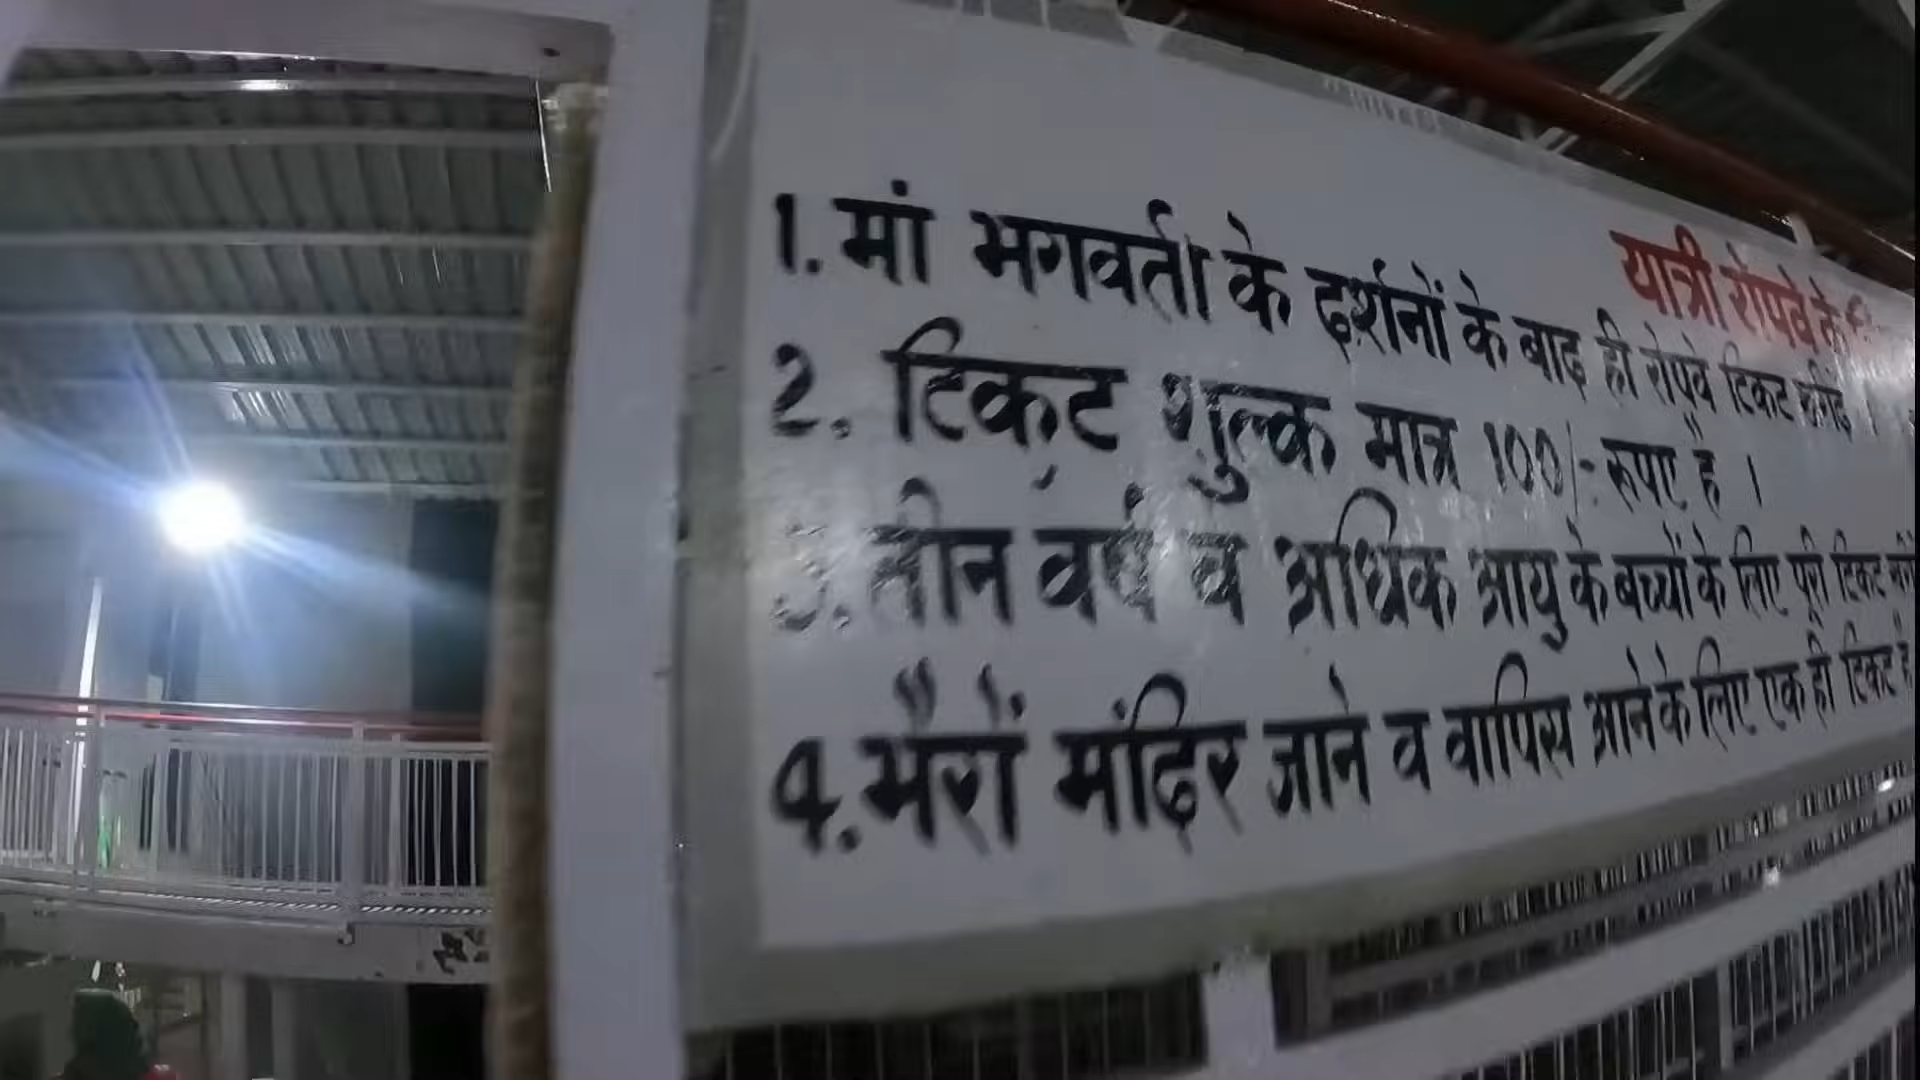 यात्री रोपवे के
1. मां भगवती के दर्शनों के बाद ही रोपवे टिकट खरीदें ।
2. टिकट शुल्क मात्र 100/- रूपए है ।
3. तीन वर्ष व अधिक आयु के बच्चों के लिए पूरी टिकट
4. भैरों मंदिर जाने व वापिस आने के लिए एक ही टिकट है